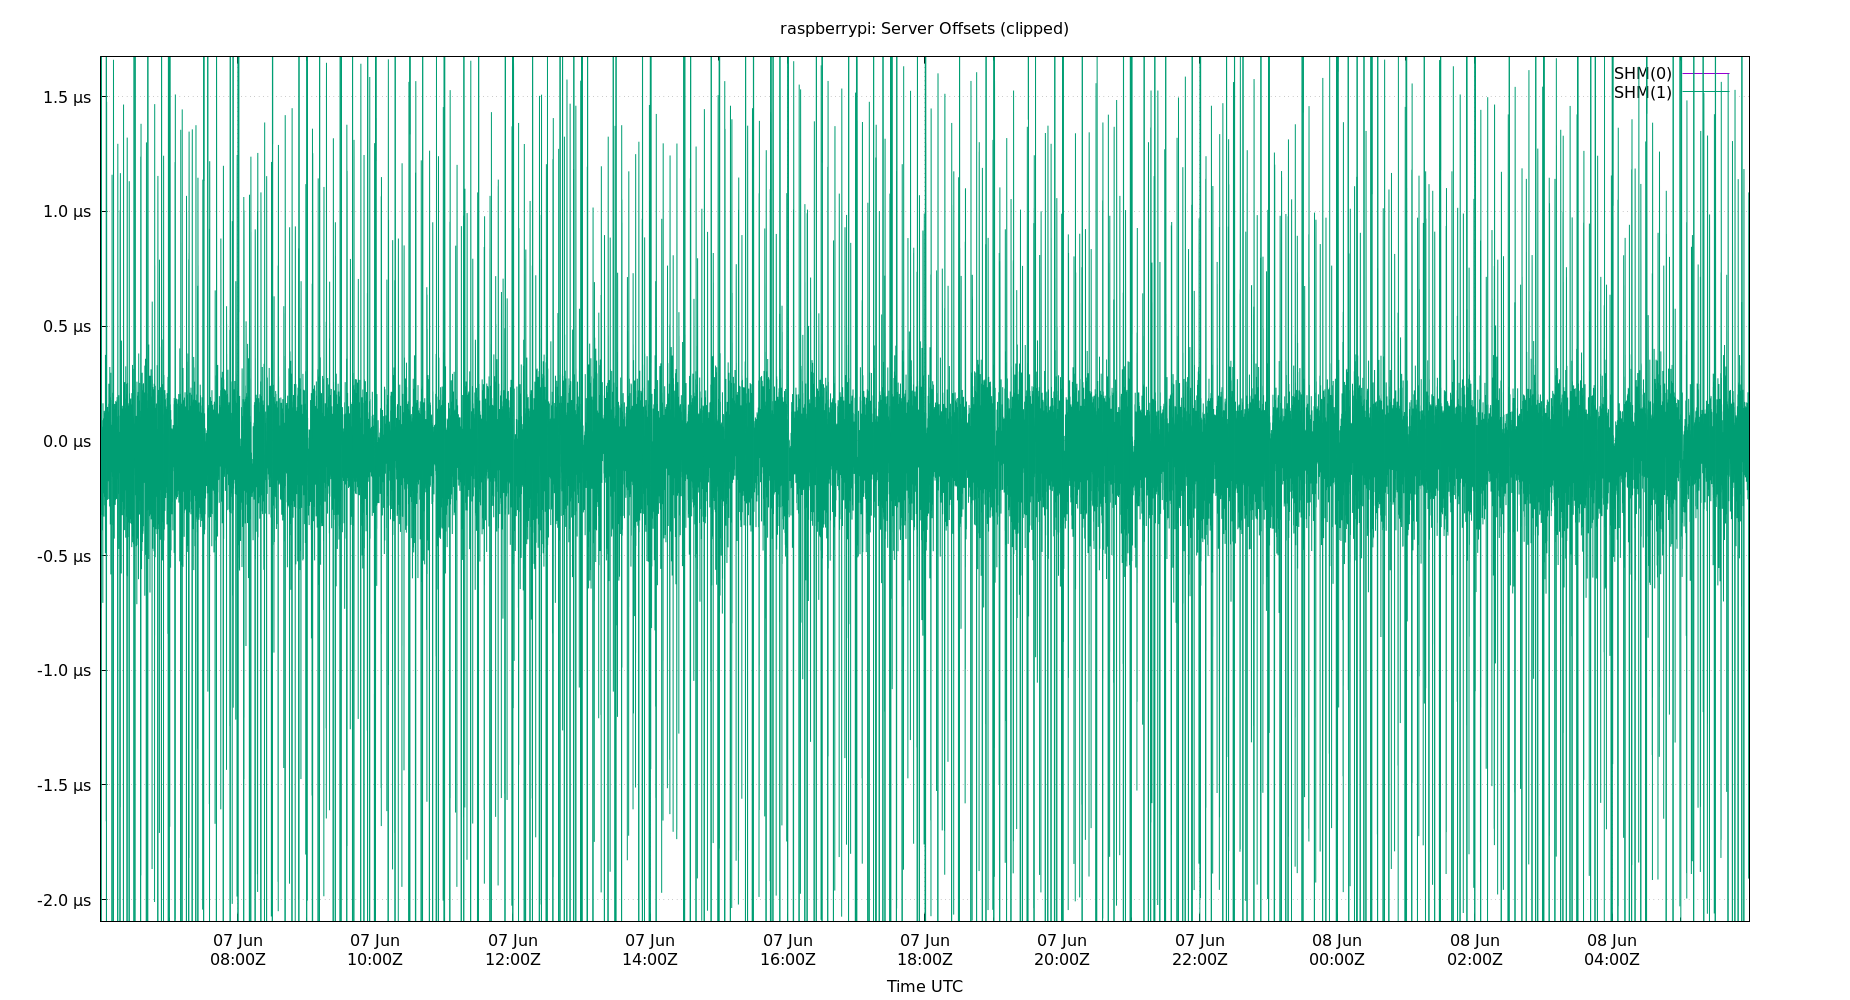 raspberrypi: Server Offsets (clipped)
SHM(0)
SHM(1)
1.5 µs
1.0 µs
0.5 µs
0.0 µs
-0.5 µs
-1.0 µs
-1.5 µs
-2.0 µs
07 Jun 07 Jun 07 Jun 07 Jun 07 Jun 07 Jun 07 Jun 07 Jun 08 Jun 08 Jun 08 Jun
08:00Z 10:00Z 12:00Z 14:00Z 16:00Z 18:00Z 20:00Z 22:00Z 00:00Z 02:00Z 04:00Z
Time UTC